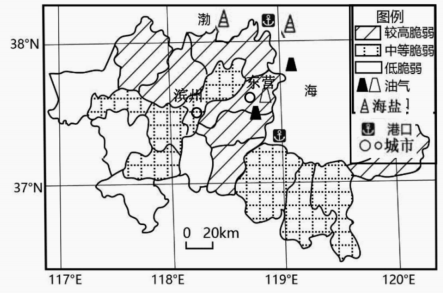 渤
海
38°N
37°N
滨州
东营
图例
较高脆弱
中等脆弱
低脆弱
油气
海盐
港口
城市
0 20km
117°E
118°E
119°E
120°E